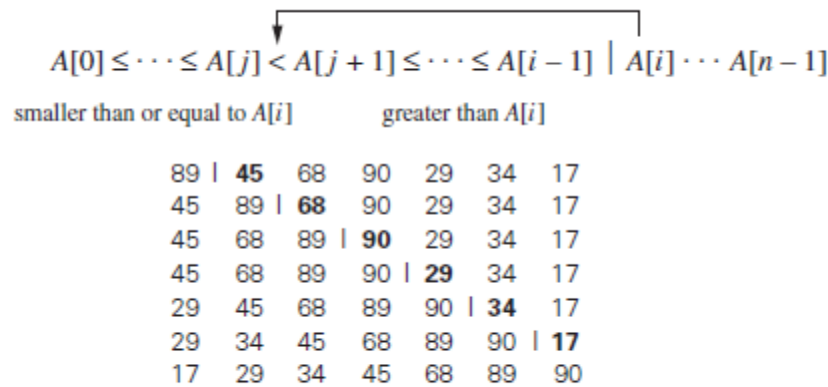 A[0] ≤ · · · ≤ A[j] < A[j + 1] ≤ · · · ≤ A[i − 1] | A[i] · · · A[n − 1]
smaller than or equal to A[i] greater than A[i]
89 | 45 68 90 29 34 17
45 89 | 68 90 29 34 17
45 68 89 | 90 29 34 17
45 68 89 90 | 29 34 17
29 45 68 89 90 | 34 17
29 34 45 68 89 90 | 17
17 29 34 45 68 89 90